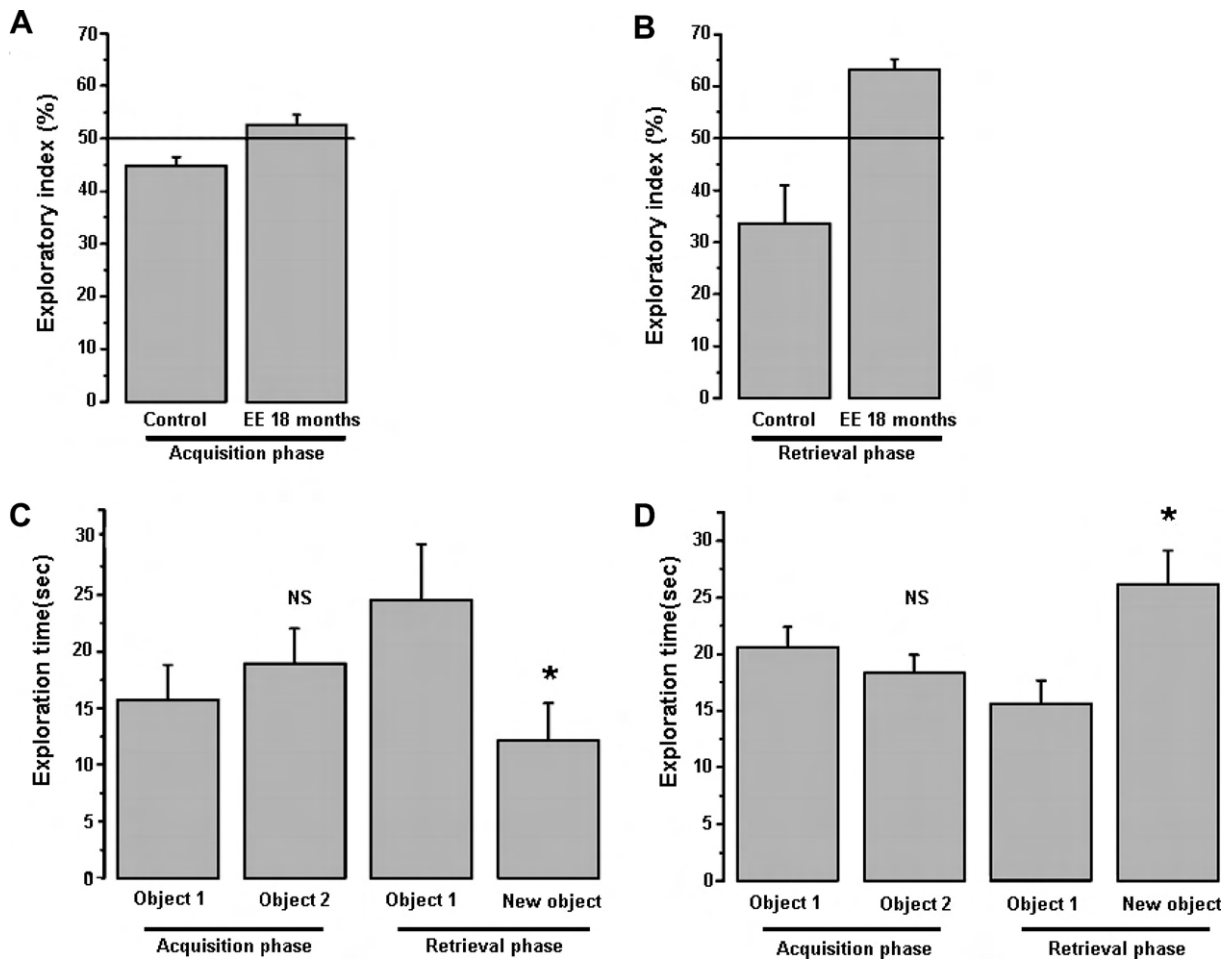 A
Exploratory index (%)
70
60
50
40
30
20
10
0
Control EE 18 months
Acquisition phase
B
Exploratory index (%)
70
60
50
40
30
20
10
0
Control EE 18 months
Retrieval phase
C
Exploration time(sec)
30
25
20
15
10
5
0
NS
*
Object 1 Object 2 Object 1 New object
Acquisition phase Retrieval phase
D
Exploration time(sec)
30
25
20
15
10
5
0
NS
*
Object 1 Object 2 Object 1 New object
Acquisition phase Retrieval phase